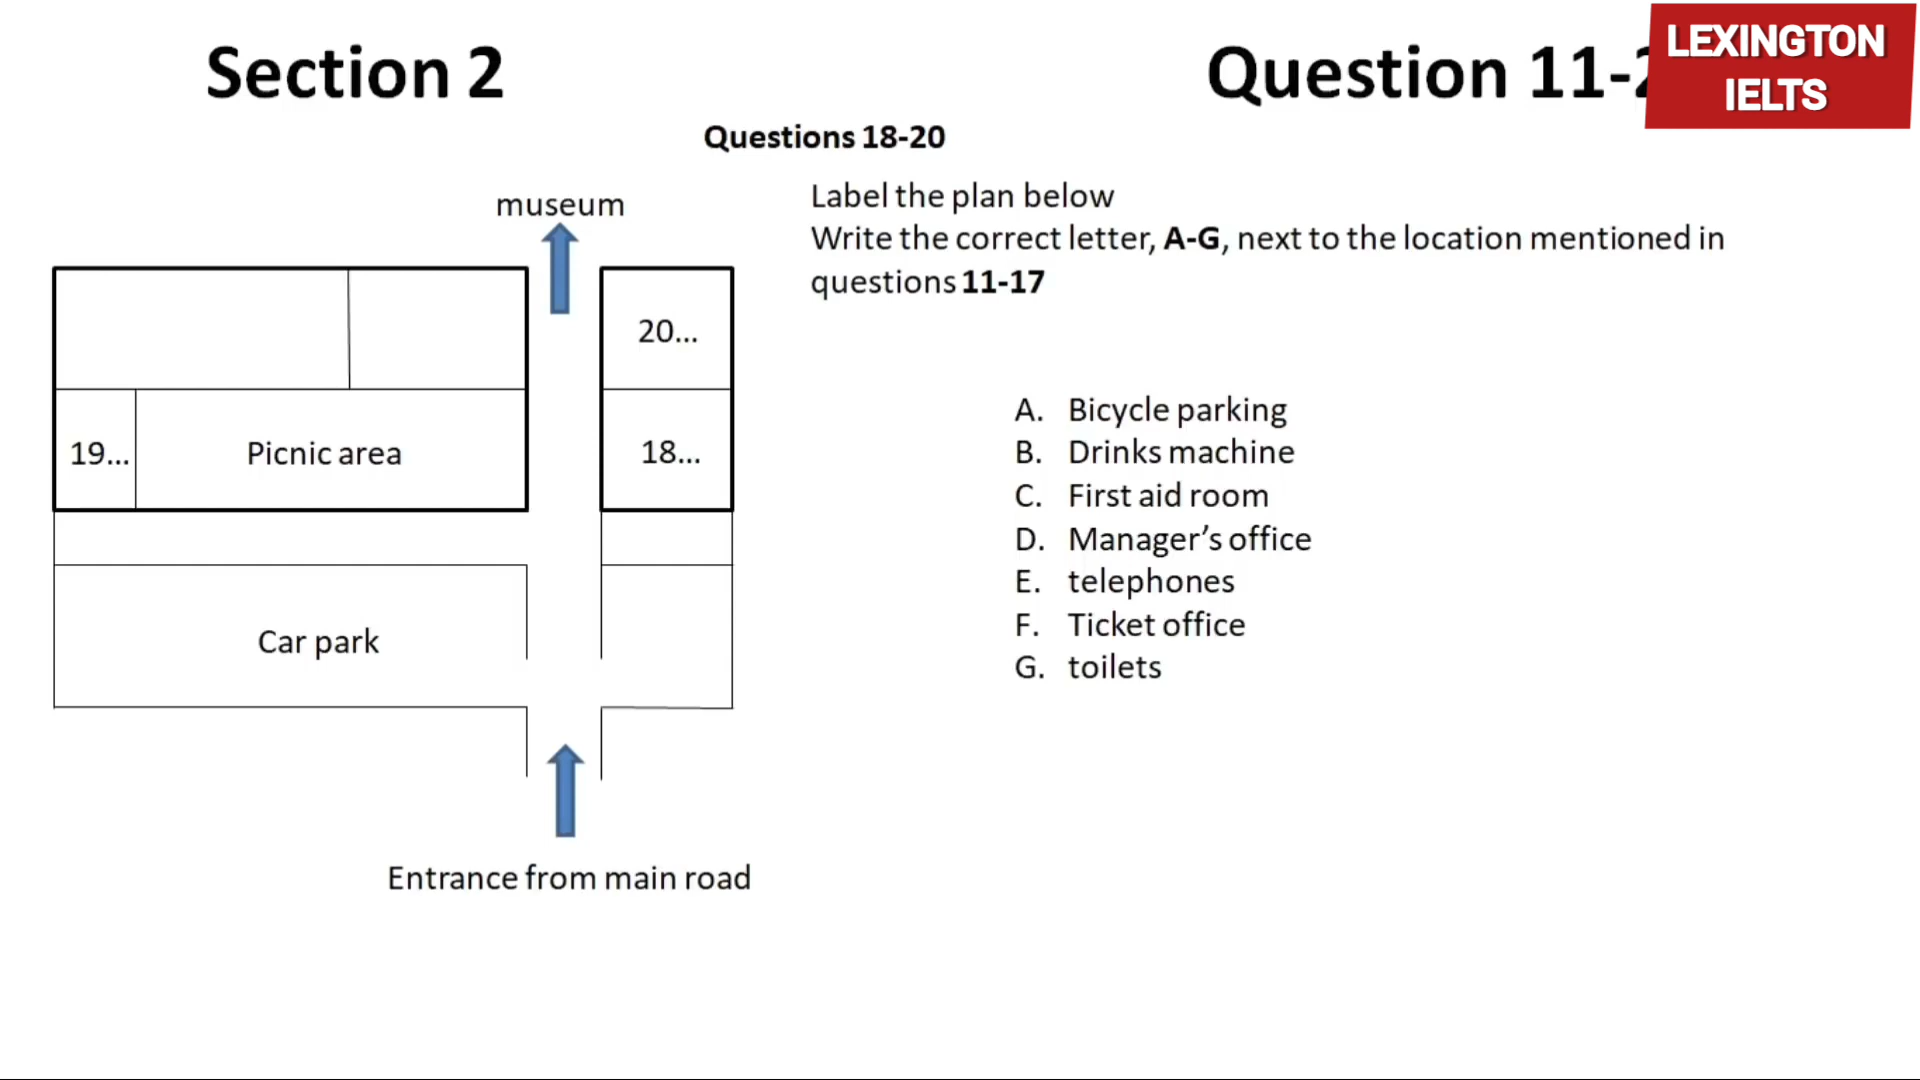 Section 2
Question 11-
LEXINGTON
IELTS
Questions 18-20
museum
Label the plan below
Write the correct letter, A-G, next to the location mentioned in
questions 11-17
20...
19...
Picnic area
18...
A. Bicycle parking
B. Drinks machine
C. First aid room
D. Manager's office
E. telephones
F. Ticket office
G. toilets
Car park
Entrance from main road